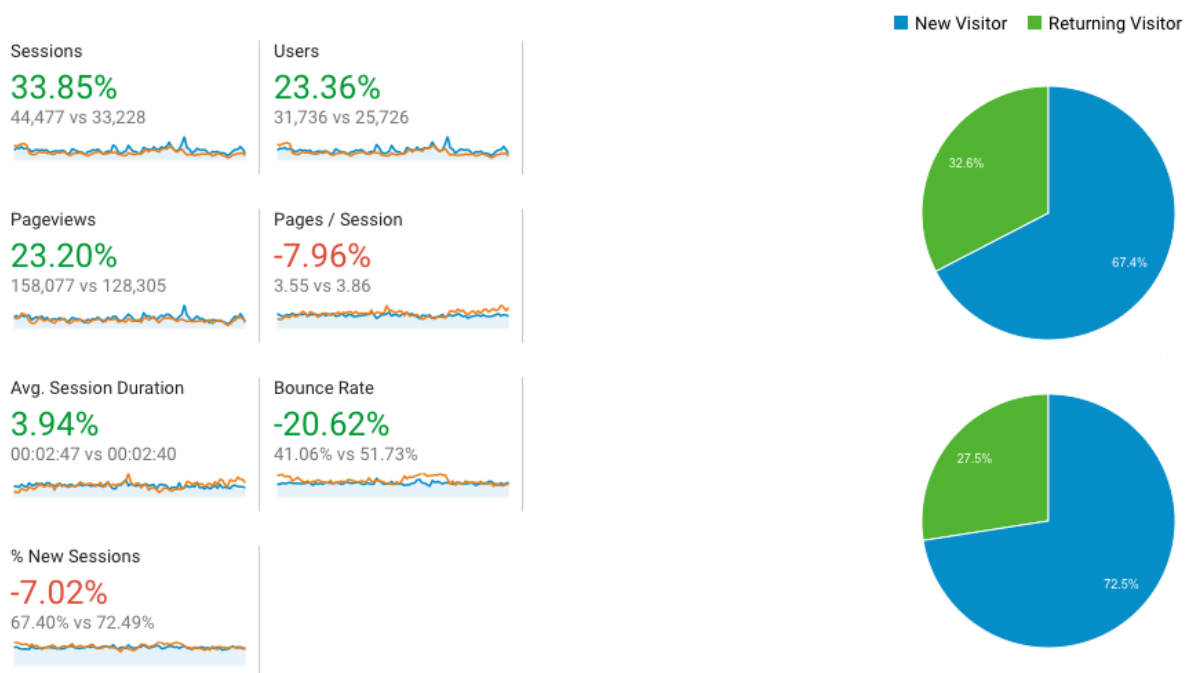 New Visitor
Returning Visitor
Sessions
33.85%
44,477 vs 33,228
Users
23.36%
31,736 vs 25,726
Pageviews
23.20%
158,077 vs 128,305
Pages / Session
-7.96%
3.55 vs 3.86
Avg. Session Duration
3.94%
00:02:47 vs 00:02:40
Bounce Rate
-20.62%
41.06% vs 51.73%
% New Sessions
-7.02%
67.40% vs 72.49%
32.6%
67.4%
27.5%
72.5%